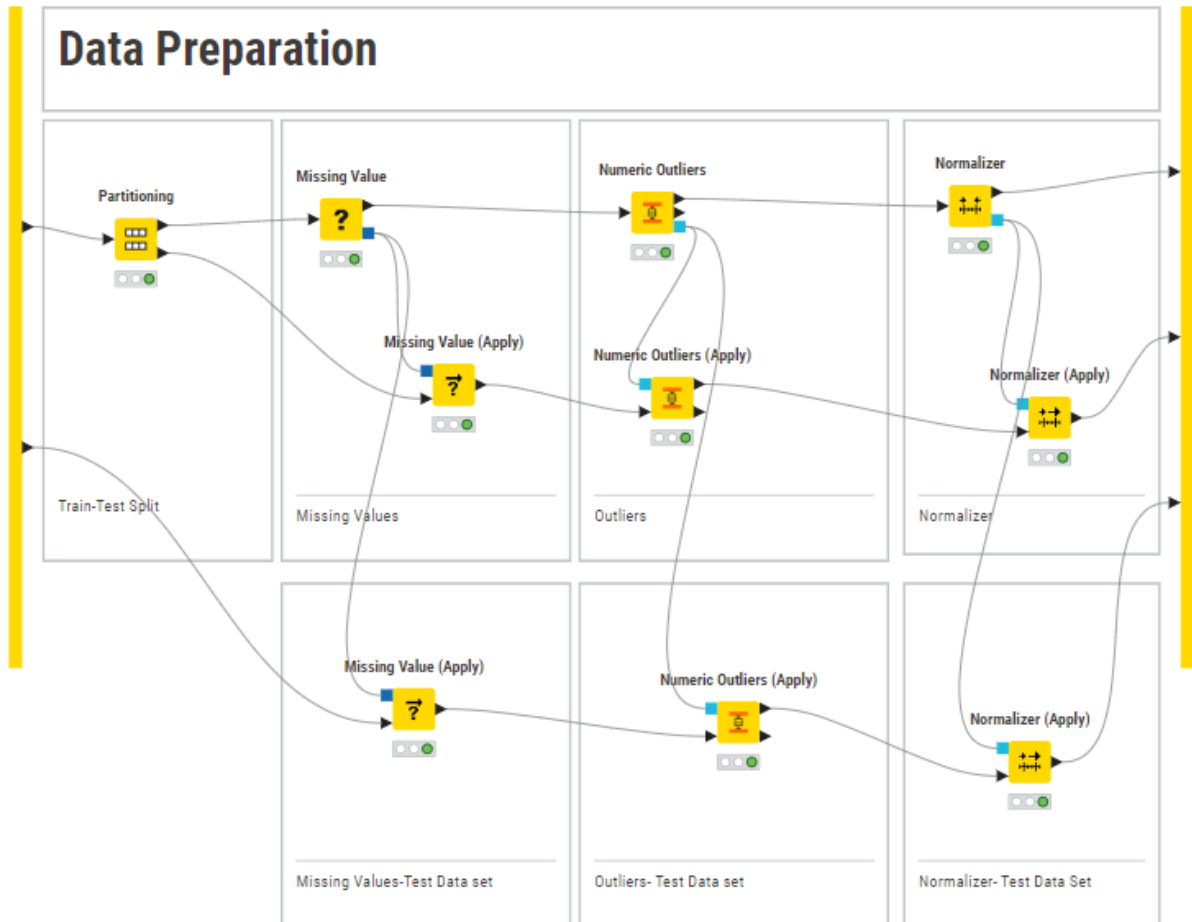 Data Preparation
Partitioning
Train-Test Split
Missing Value
Missing Value (Apply)
Missing Values
Numeric Outliers
Numeric Outliers (Apply)
Outliers
Normalizer
Normalizer (Apply)
Normalizer
Missing Value (Apply)
Missing Values-Test Data set
Numeric Outliers (Apply)
Outliers- Test Data set
Normalizer (Apply)
Normalizer- Test Data Set